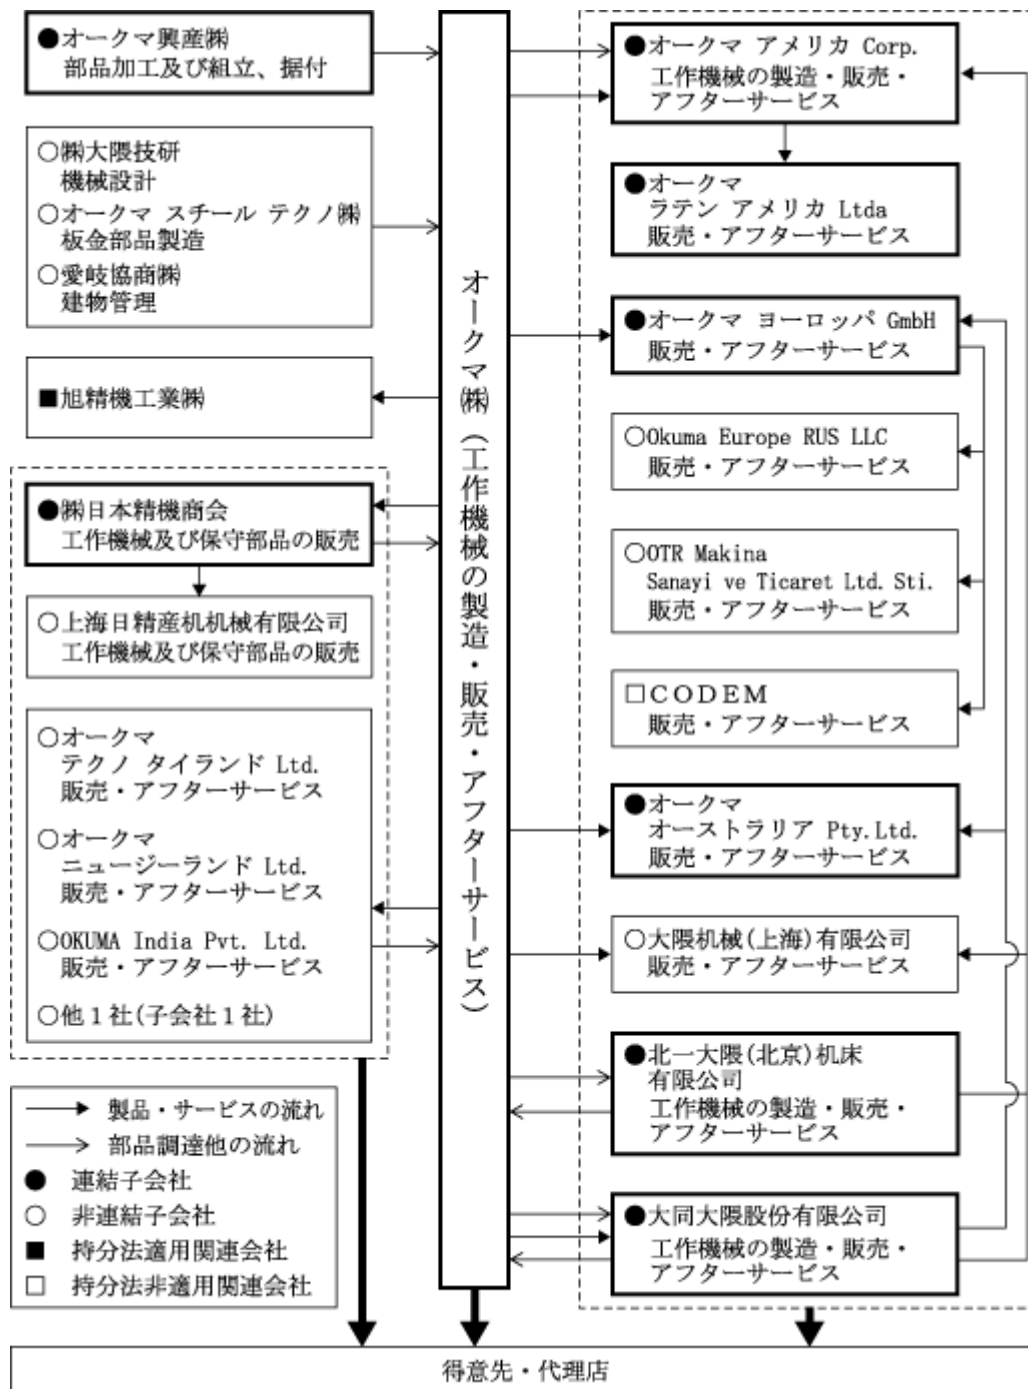 ●オークマ興産㈱
部品加工及び組立、据付
○㈱大隈技研
機械設計
○オークマ スチール テクノ㈱
板金部品製造
○愛岐協商㈱
建物管理
■旭精機工業㈱
●㈱日本精機商会
工作機械及び保守部品の販売
○上海日精産机机械有限公司
工作機械及び保守部品の販売
○オークマ
テクノ タイランド Ltd.
販売・アフターサービス
○オークマ
ニュージーランド Ltd.
販売・アフターサービス
○OKUMA India Pvt. Ltd.
販売・アフターサービス
○他１社(子会社１社)
オークマ㈱（工作機械の製造・販売・アフターサービス）
●オークマ アメリカ Corp.
工作機械の製造・販売・
アフターサービス
●オークマ
ラテン アメリカ Ltda
販売・アフターサービス
●オークマ ヨーロッパ GmbH
販売・アフターサービス
○Okuma Europe RUS LLC
販売・アフターサービス
○OTR Makina
Sanayi ve Ticaret Ltd. Sti.
販売・アフターサービス
□ＣＯＤＥＭ
販売・アフターサービス
●オークマ
オーストラリア Pty.Ltd.
販売・アフターサービス
○大隈机械(上海)有限公司
販売・アフターサービス
●北一大隈(北京)机床
有限公司
工作機械の製造・販売・
アフターサービス
●大同大隈股份有限公司
工作機械の製造・販売・
アフターサービス
製品・サービスの流れ
部品調達他の流れ
● 連結子会社
○ 非連結子会社
■ 持分法適用関連会社
□ 持分法非適用関連会社
得意先・代理店